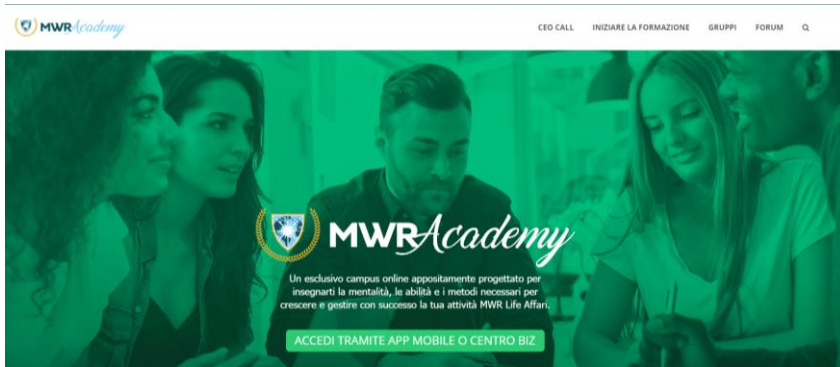 MWRAcademy
CEO CALL INIZIARE LA FORMAZIONE GRUPPI FORUM
MWRAcademy
Un esclusivo campus online appositamente progettato per
insegnarti la mentalità, le abilità e i metodi necessari per
crescere e gestire con successo la tua attività MWR Life Affari.
ACCEDI TRAMITE APP MOBILE O CENTRO BIZ